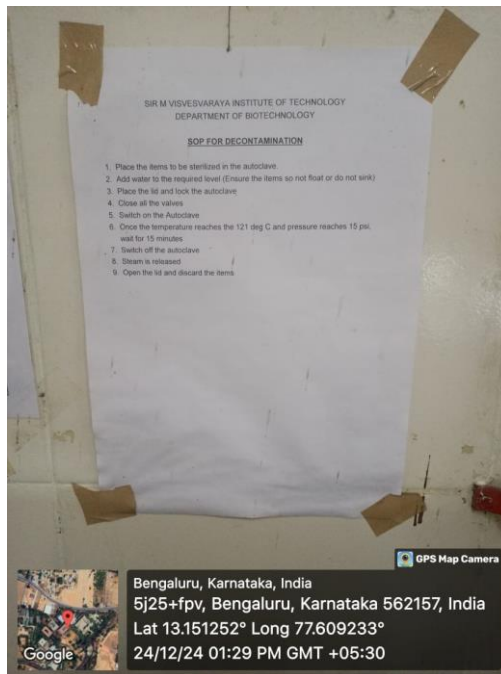 SIR M VISVESVARAYA INSTITUTE OF TECHNOLOGY
DEPARTMENT OF BIOTECHNOLOGY
SOP FOR DECONTAMINATION
1. Place the items to be sterilized in the autoclave.
2. Add water to the required level (Ensure the items so not float or do not sink)
3. Place the lid and lock the autoclave
4. Close all the valves
5. Switch on the Autoclave
6. Once the temperature reaches the 121 deg C and pressure reaches 15 psi,
wait for 15 minutes
7. Switch off the autoclave
8. Steam is released
9. Open the lid and discard the items
GPS Map Camera
Google
Bengaluru, Karnataka, India
5j25+fpv, Bengaluru, Karnataka 562157, India
Lat 13.151252° Long 77.609233°
24/12/24 01:29 PM GMT +05:30